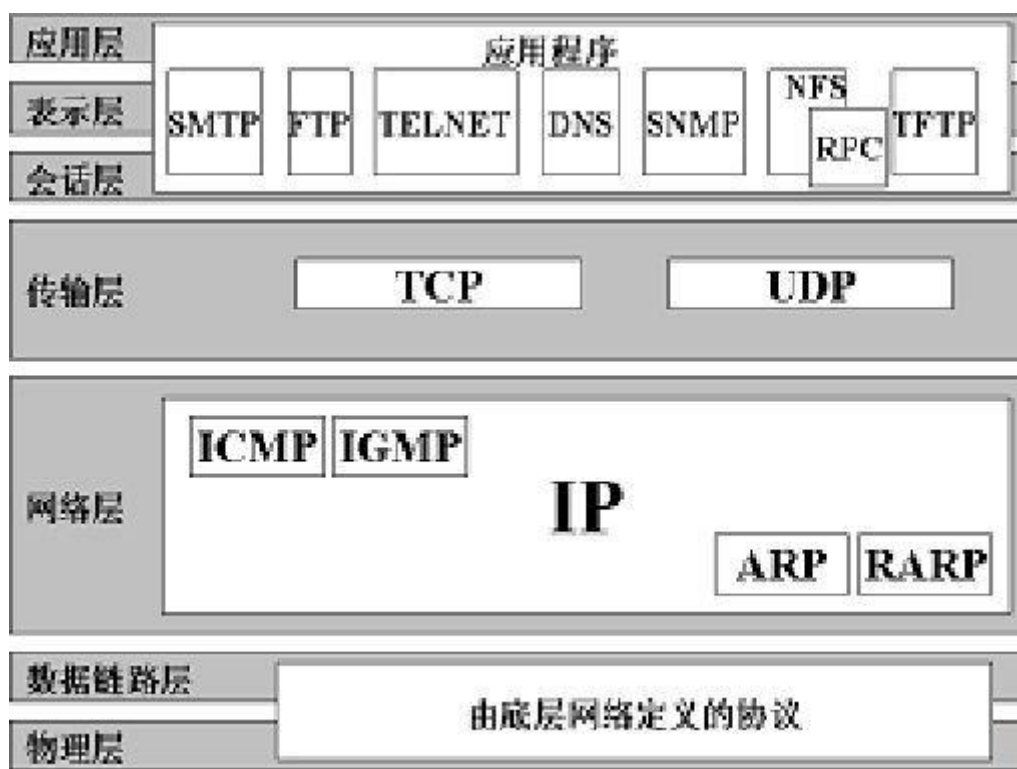 应用层
应用程序
表示层
SMTP FTP TELNET DNS SNMP NFS RPC TFTP
会话层
传输层 TCP UDP
ICMP IGMP
网络层 IP
ARP RARP
数据链路层
由底层网络定义的协议
物理层